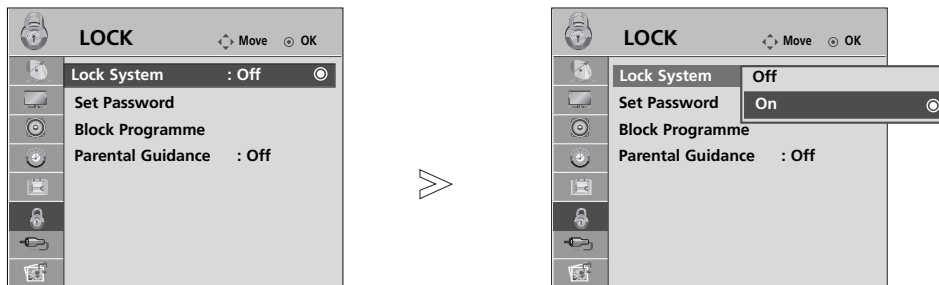 LOCK
Move
OK
Lock System : Off
Set Password
Block Programme
Parental Guidance : Off
LOCK
Move
OK
Lock System
Off
Set Password
On
Block Programme
Parental Guidance : Off